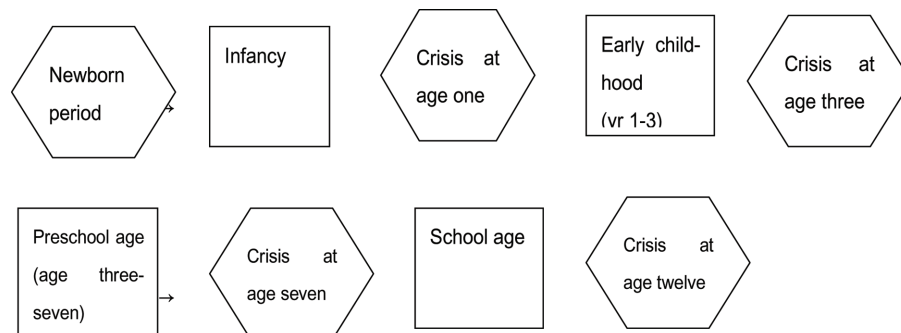 Newborn
period
→
Infancy
Crisis at
age one
Early child-
hood
(yr 1-3)
Crisis at
age three
Preschool age
(age three-
seven)
→
Crisis at
age seven
School age
Crisis at
age twelve